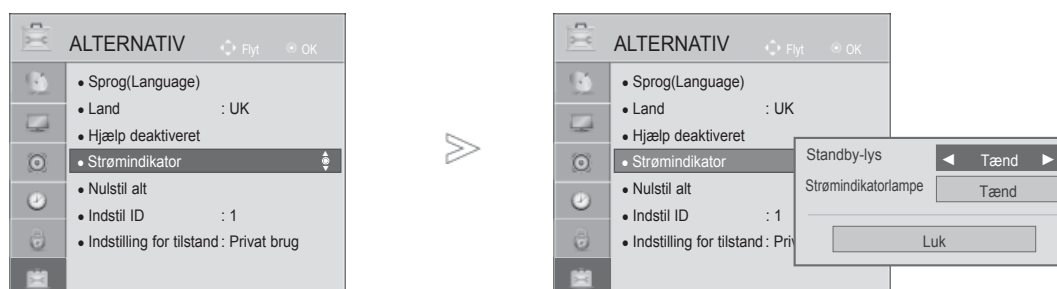 ALTERNATIV Flyt OK
• Sprog(Language)
• Land : UK
• Hjælp deaktiveret
• Strømindikator
• Nulstil alt
• Indstil ID : 1
• Indstilling for tilstand : Privat brug
ALTERNATIV Flyt OK
• Sprog(Language)
• Land : UK
• Hjælp deaktiveret
• Strømindikator
• Nulstil alt
• Indstil ID : 1
• Indstilling for tilstand : Priv
Standby-lys ◀ Tænd ▶
Strømindikatorlampe Tænd
Luk